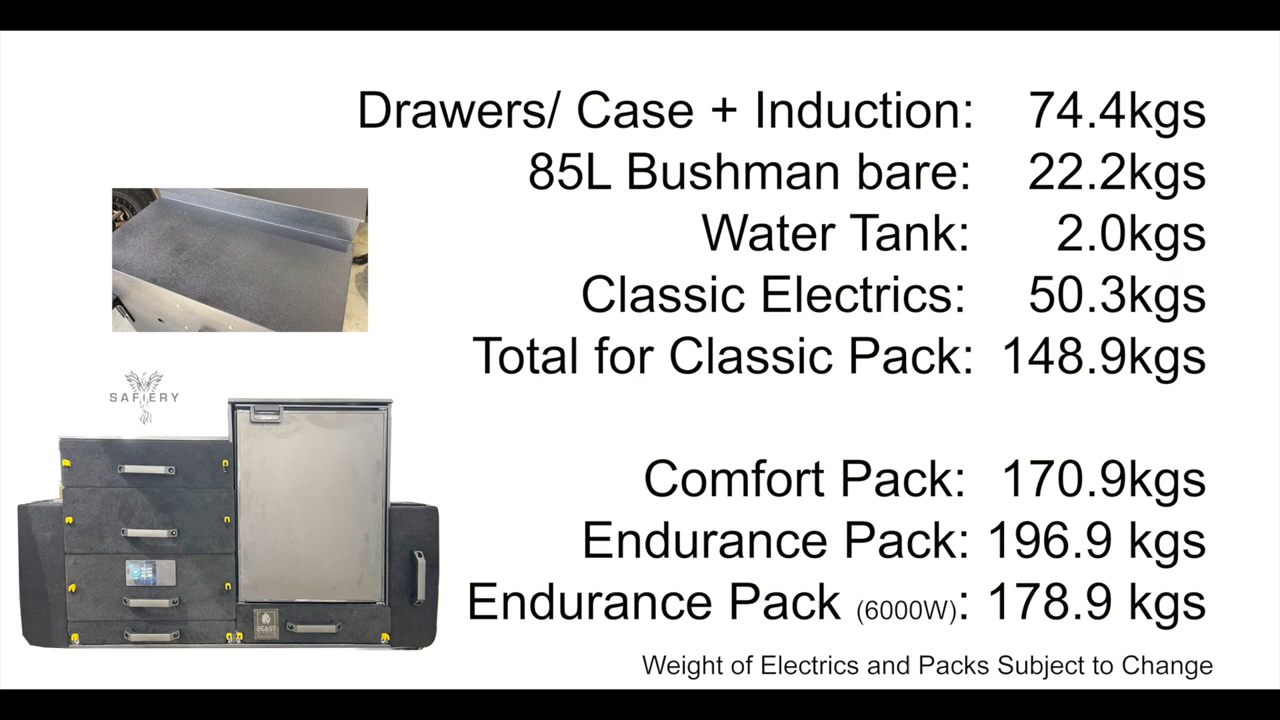 Drawers/ Case + Induction: 74.4kgs
85L Bushman bare: 22.2kgs
Water Tank: 2.0kgs
Classic Electrics: 50.3kgs
Total for Classic Pack: 148.9kgs
SAFIERY
Comfort Pack: 170.9kgs
Endurance Pack: 196.9 kgs
Endurance Pack (6000W): 178.9 kgs
BEAST
Weight of Electrics and Packs Subject to Change